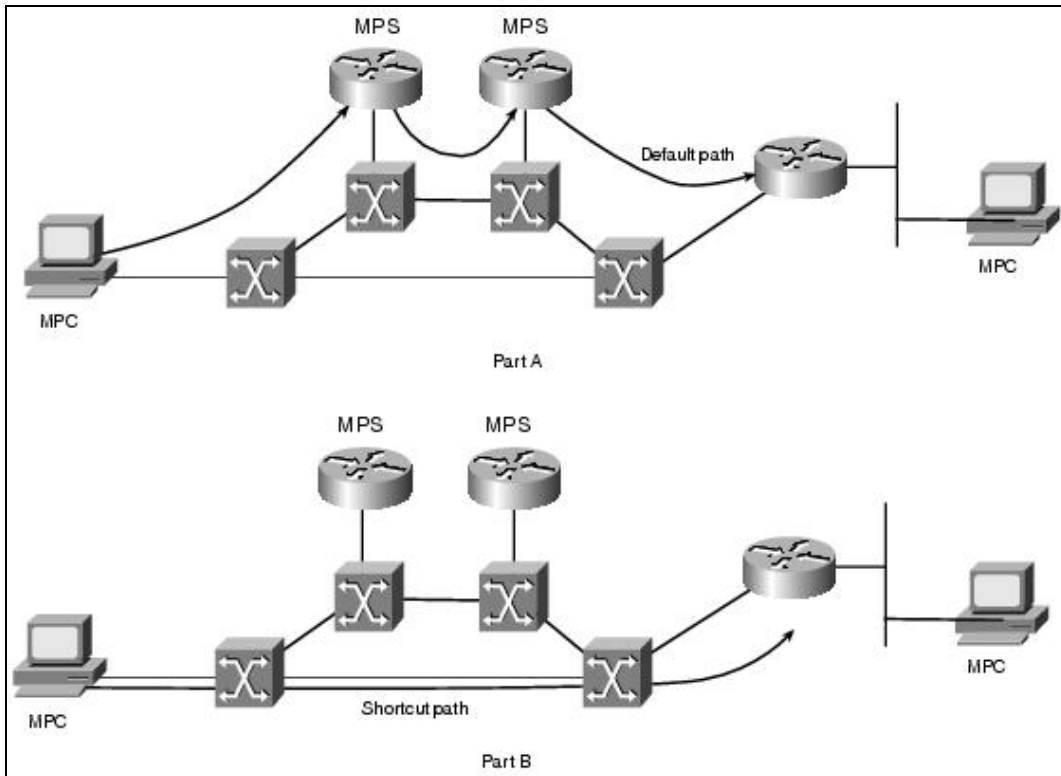 MPS
MPS
Default path
MPC
MPC
Part A
MPS
MPS
MPC
MPC
Shortcut path
Part B